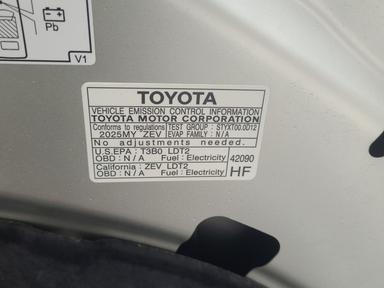 Pb
V1
TOYOTA
VEHICLE EMISSION CONTROL INFORMATION
TOYOTA MOTOR CORPORATION
Conforms to regulations TEST GROUP : STYXT00.0D12
2025MY ZEV EVAP FAMILY : N/A
No adjustments needed.
U.S.EPA : T3B0 LDT2
OBD : N/A Fuel : Electricity 42090
California : ZEV LDT2
OBD : N/A Fuel : Electricity HF